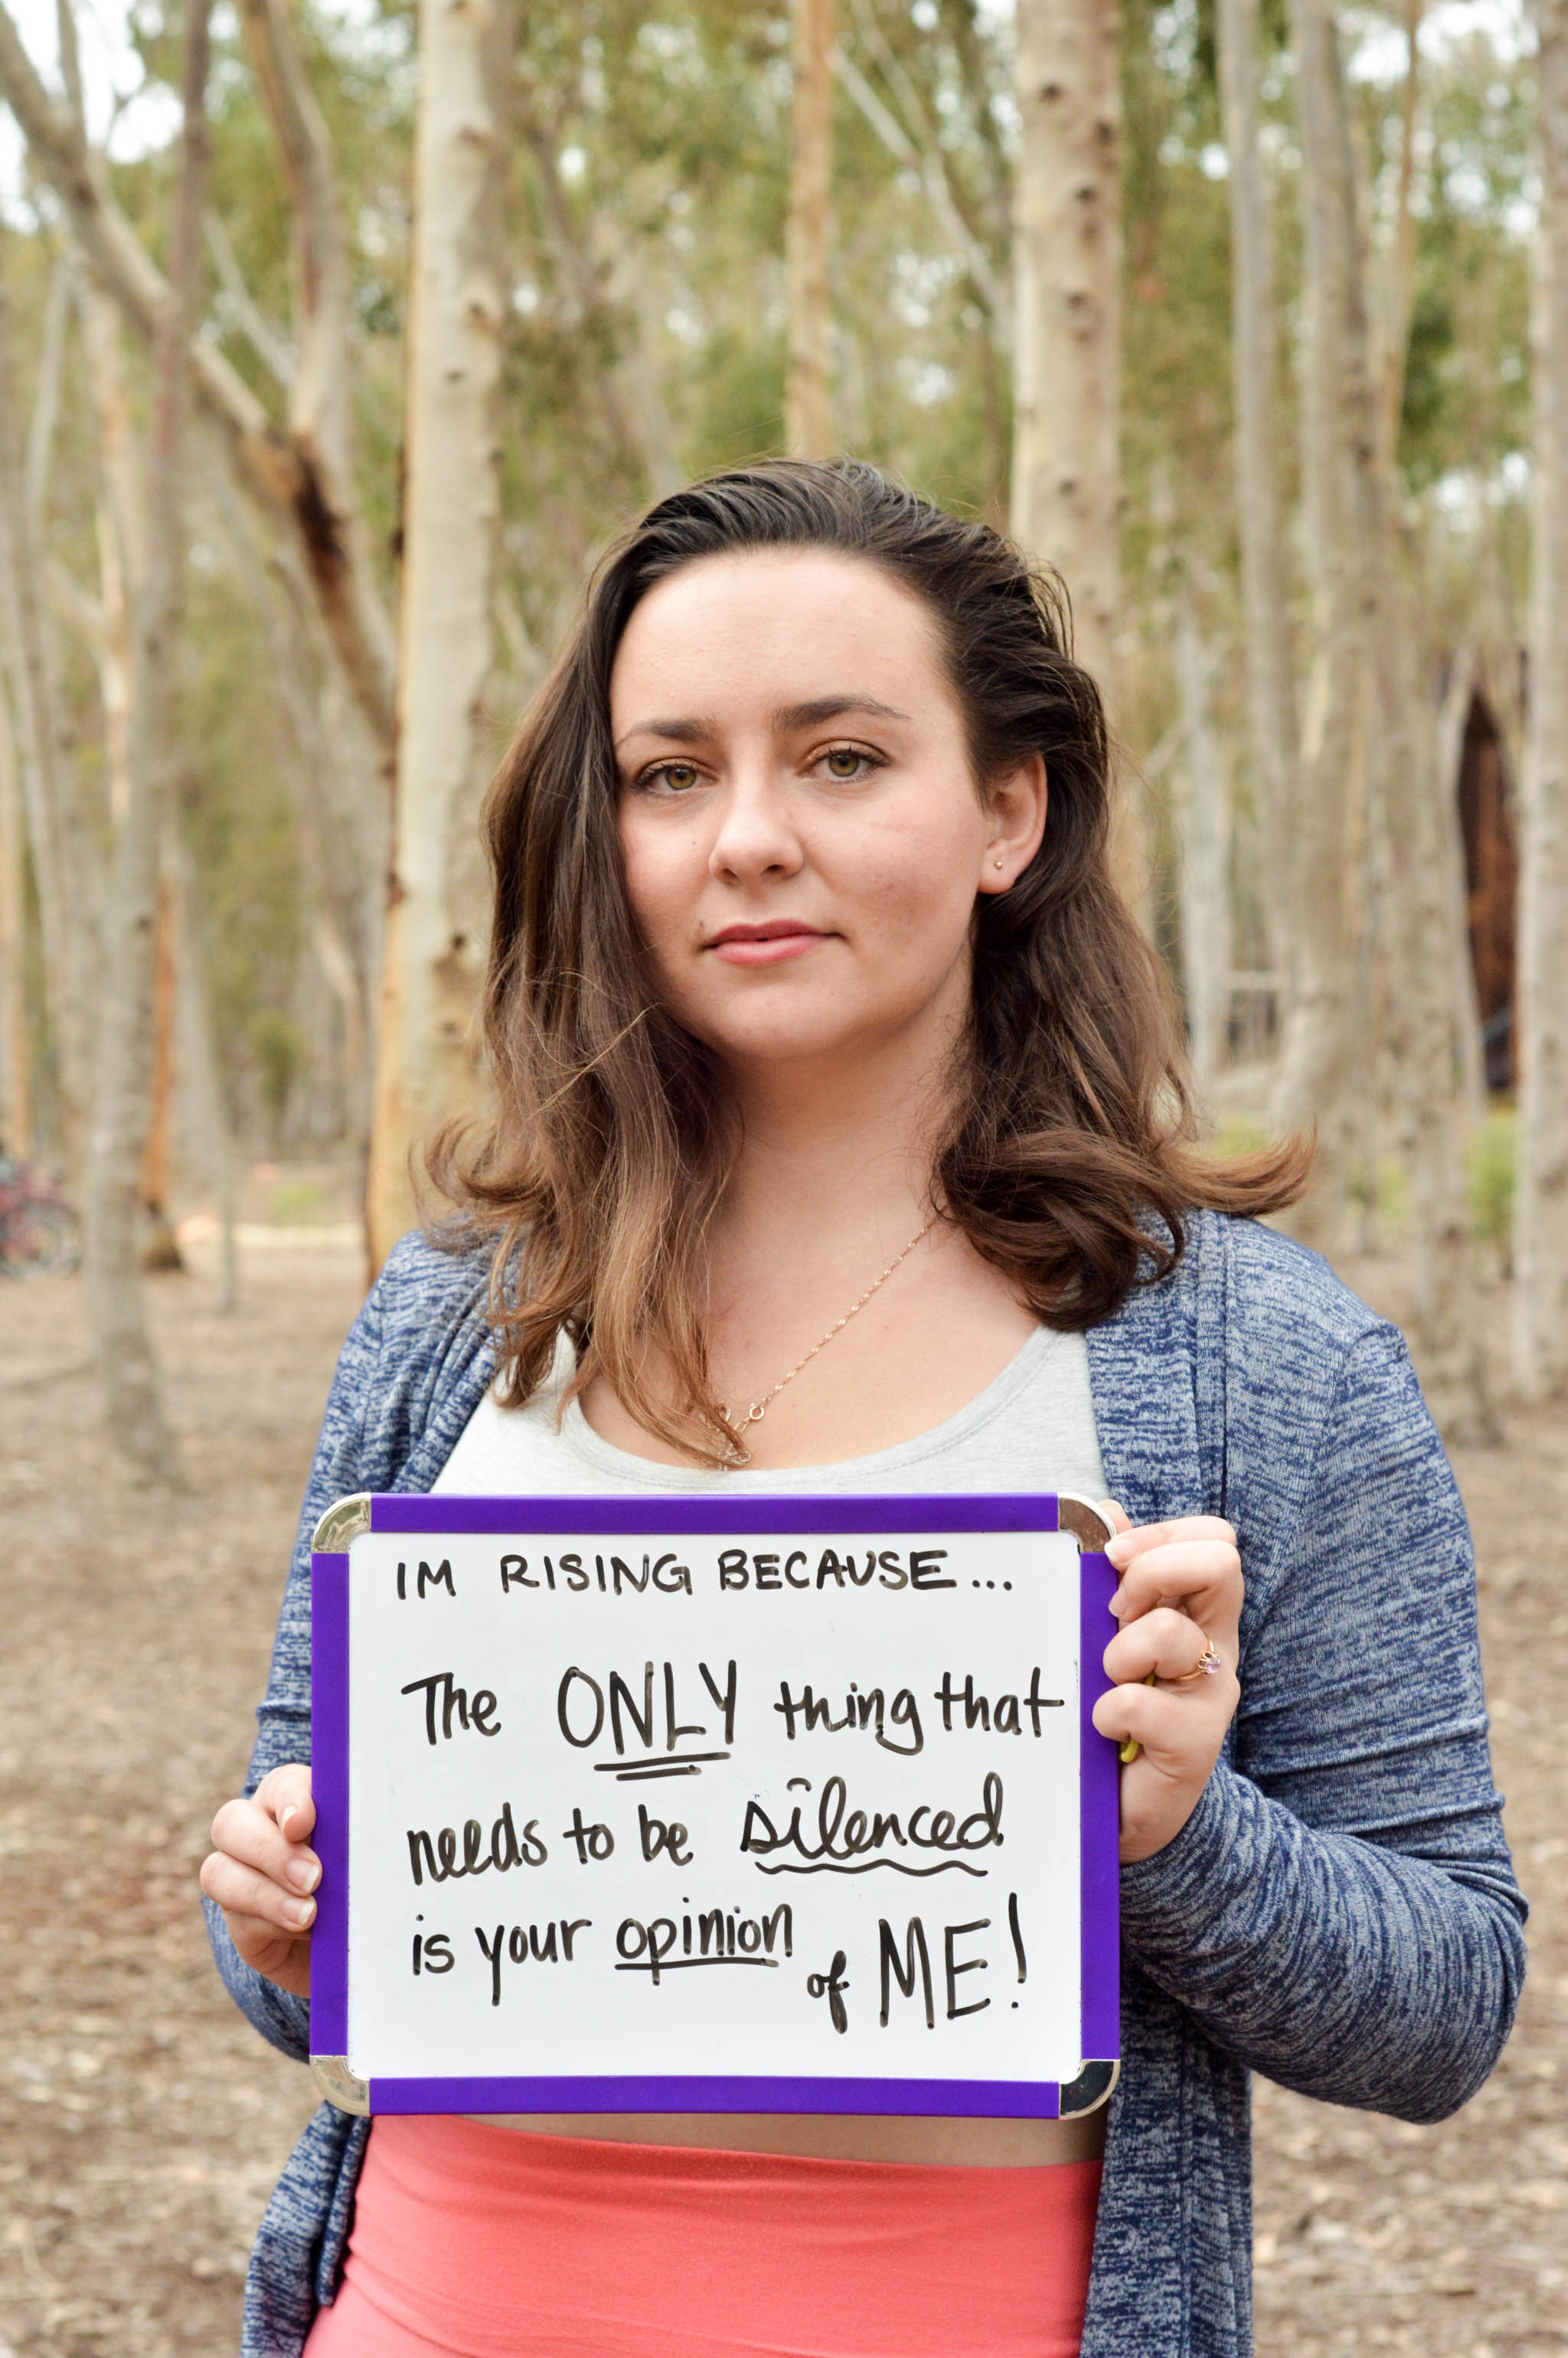 IM RISING BECAUSE...
The ONLY thing that
needs to be silenced
is your opinion of ME!